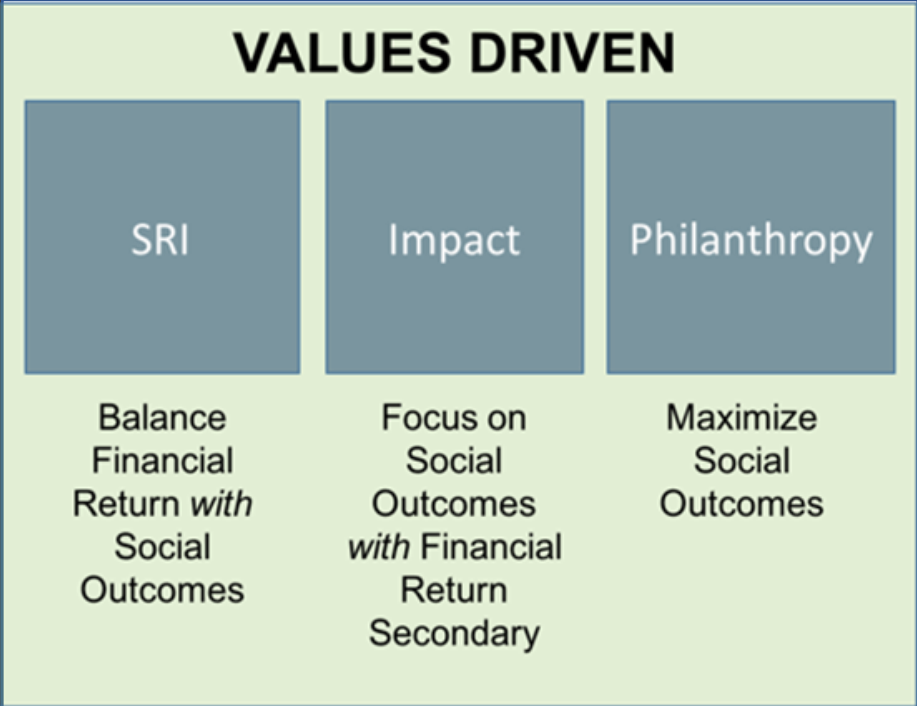 VALUES DRIVEN
SRI
Impact
Philanthropy
Balance
Financial
Return with
Social
Outcomes
Focus on
Social
Outcomes
with Financial
Return
Secondary
Maximize
Social
Outcomes